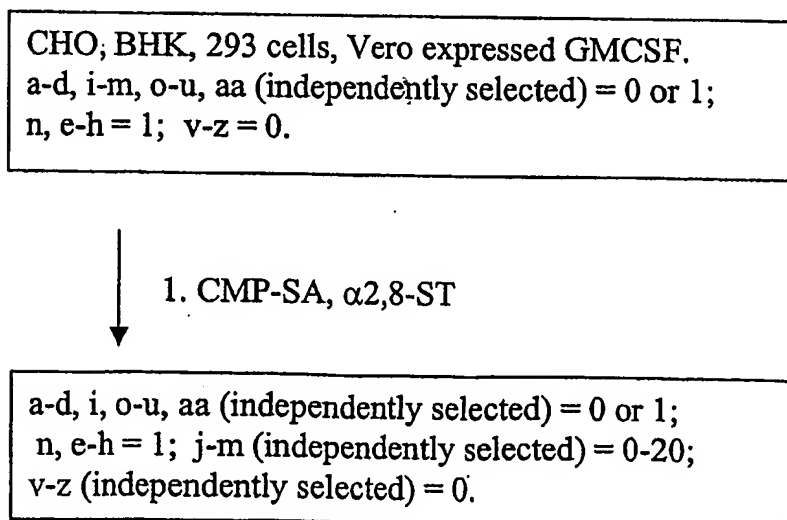 CHO, BHK, 293 cells, Vero expressed GMCSF.
a-d, i-m, o-u, aa (independently selected) = 0 or 1;
n, e-h = 1; v-z = 0.
1. CMP-SA, α2,8-ST
a-d, i, o-u, aa (independently selected) = 0 or 1;
n, e-h = 1; j-m (independently selected) = 0-20;
v-z (independently selected) = 0.